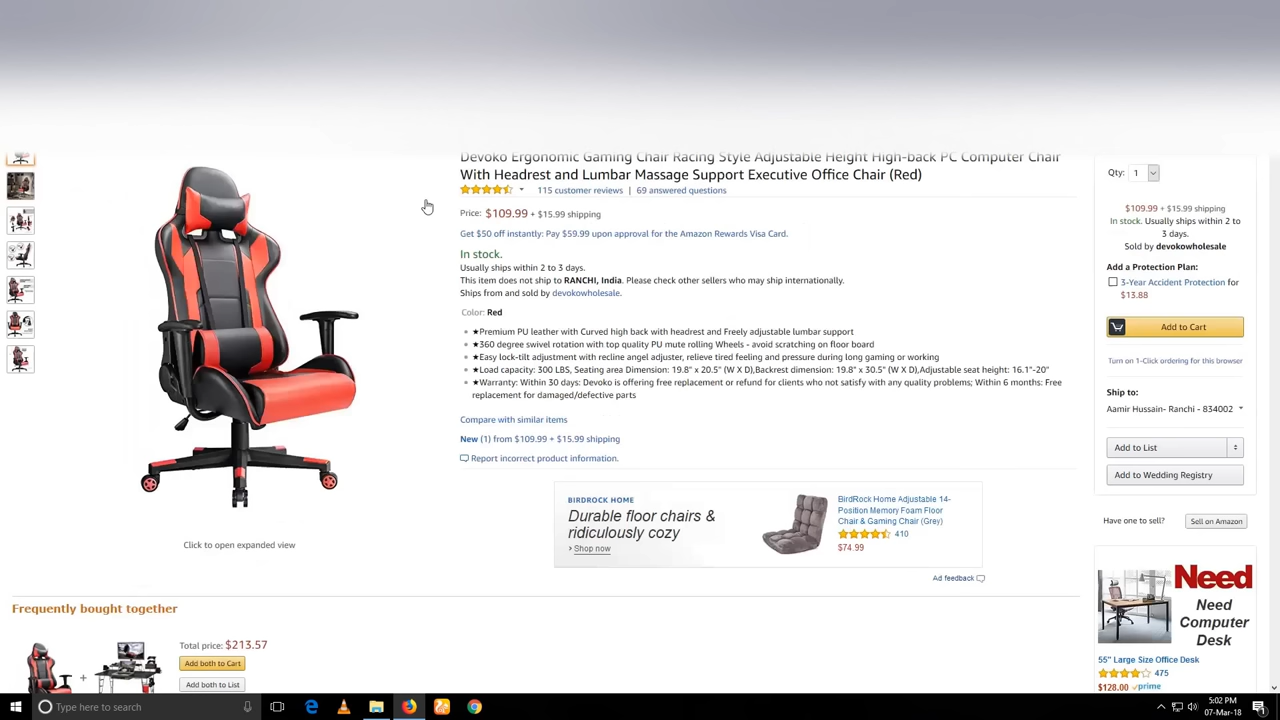 Devoko Ergonomic Gaming Chair Racing Style Adjustable Height High-back PC Computer Chair
With Headrest and Lumbar Massage Support Executive Office Chair (Red)
115 customer reviews | 69 answered questions
Price: $109.99 + $15.99 shipping
Get $50 off instantly: Pay $59.99 upon approval for the Amazon Rewards Visa Card.
In stock.
Usually ships within 2 to 3 days.
This item does not ship to RANCHI, India. Please check other sellers who may ship internationally.
Ships from and sold by devokowholesale.
Color: Red
★Premium PU leather with Curved high back with headrest and Freely adjustable lumbar support
★360 degree swivel rotation with top quality PU mute rolling Wheels - avoid scratching on floor board
★Easy lock-tilt adjustment with recline angel adjuster, relieve tired feeling and pressure during long gaming or working
★Load capacity: 300 LBS, Seating area Dimension: 19.8" x 20.5" (W X D),Backrest dimension: 19.8" x 30.5" (W X D),Adjustable seat height: 16.1"-20"
★Warranty: Within 30 days: Devoko is offering free replacement or refund for clients who not satisfy with any quality problems; Within 6 months: Free
replacement for damaged/defective parts
Compare with similar items
New (1) from $109.99 + $15.99 shipping
Report incorrect product information.
BIRDROCK HOME
Durable floor chairs &
ridiculously cozy
› Shop now
BirdRock Home Adjustable 14-
Position Memory Foam Floor
Chair & Gaming Chair (Grey)
410
$74.99
Ad feedback
Click to open expanded view
Frequently bought together
Total price: $213.57
Add both to Cart
Add both to List
Qty: 1
$109.99 + $15.99 shipping
In stock. Usually ships within 2 to
3 days.
Sold by devokowholesale
Add a Protection Plan:
3-Year Accident Protection for
$13.88
Add to Cart
Turn on 1-Click ordering for this browser
Ship to:
Aamir Hussain- Ranchi - 834002
Add to List
Add to Wedding Registry
Have one to sell?
Sell on Amazon
Need
Need
Computer
Desk
55" Large Size Office Desk
475
$128.00 prime
Type here to search
5:02 PM
07-Mar-18